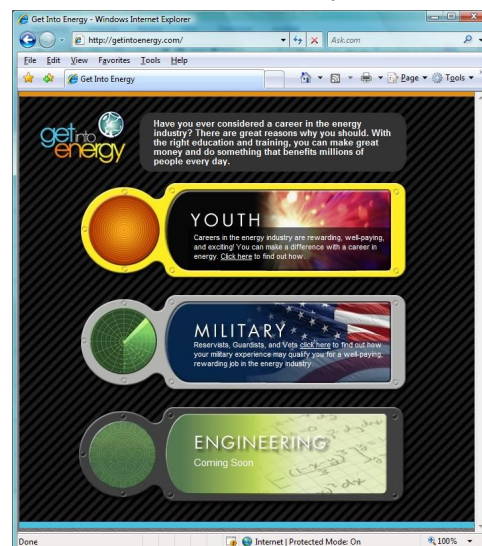 Get Into Energy - Windows Internet Explorer
http://getintoenergy.com/
Ask.com
File Edit View Favorites Tools Help
Get Into Energy
Page Tools
get into
energy
Have you ever considered a career in the energy
industry? There are great reasons why you should. With
the right education and training, you can make great
money and do something that benefits millions of
people every day.
YOUTH
Careers in the energy industry are rewarding, well-paying,
and exciting! You can make a difference with a career in
energy. Click here to find out how.
MILITARY
Reservists, Guardists, and Vets click here to find out how
your military experience may qualify you for a well-paying,
rewarding job in the energy industry.
ENGINEERING
Coming Soon
Done
Internet | Protected Mode: On
100%